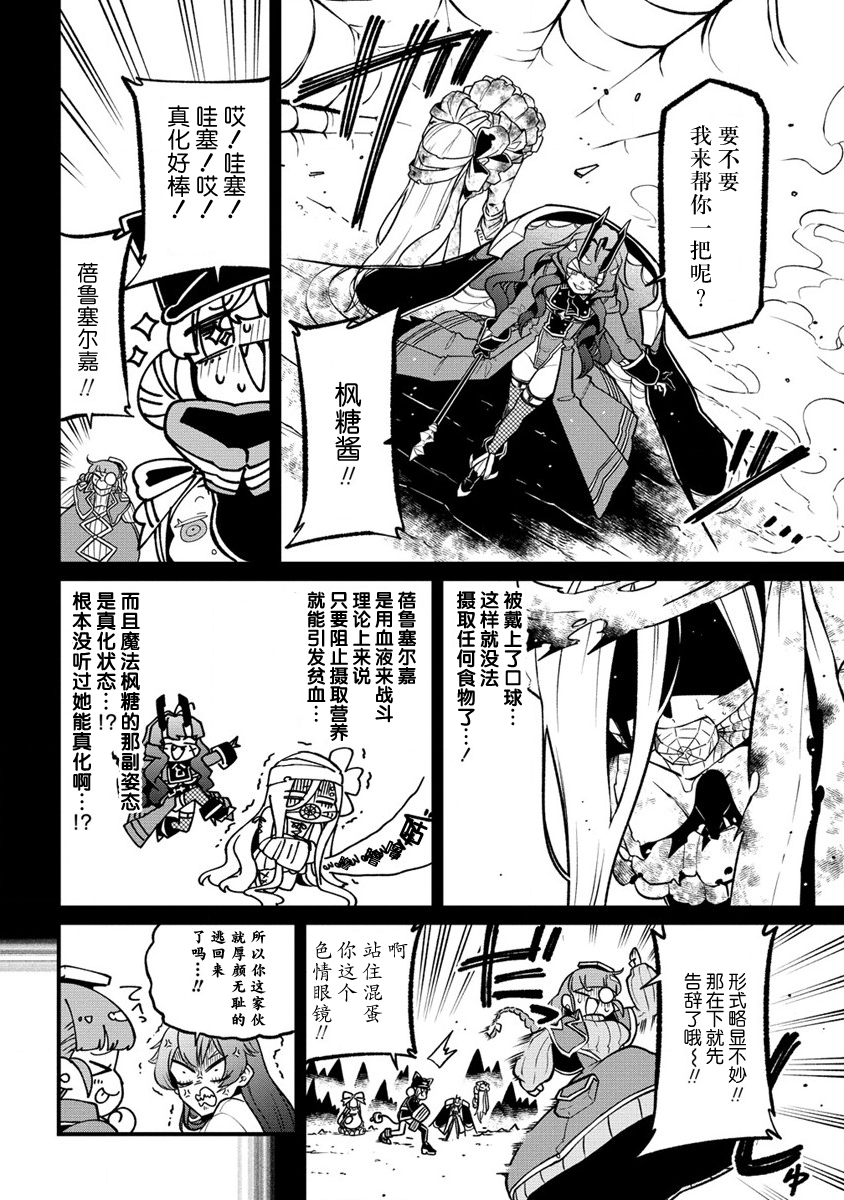 要不要
我来帮你一把呢？
枫糖酱!!
哎！哇塞！
哇塞！哎！
真化好棒！
蓓鲁塞尔嘉!!
被戴上了口球…
这样就没法
摄取任何食物了…！
蓓鲁塞尔嘉
是用血液来战斗
理论上来说
只要阻止摄取营养
就能引发贫血…
而且魔法枫糖的那副姿态
是真化状态…!?
根本没听过她能真化啊…!?
形式略显不妙!!
那在下就先
告辞了哦～!!
啊
站住混蛋
你这个
色情眼镜!!
所以你这家伙
就厚颜无耻的
逃回来
了吗…!!